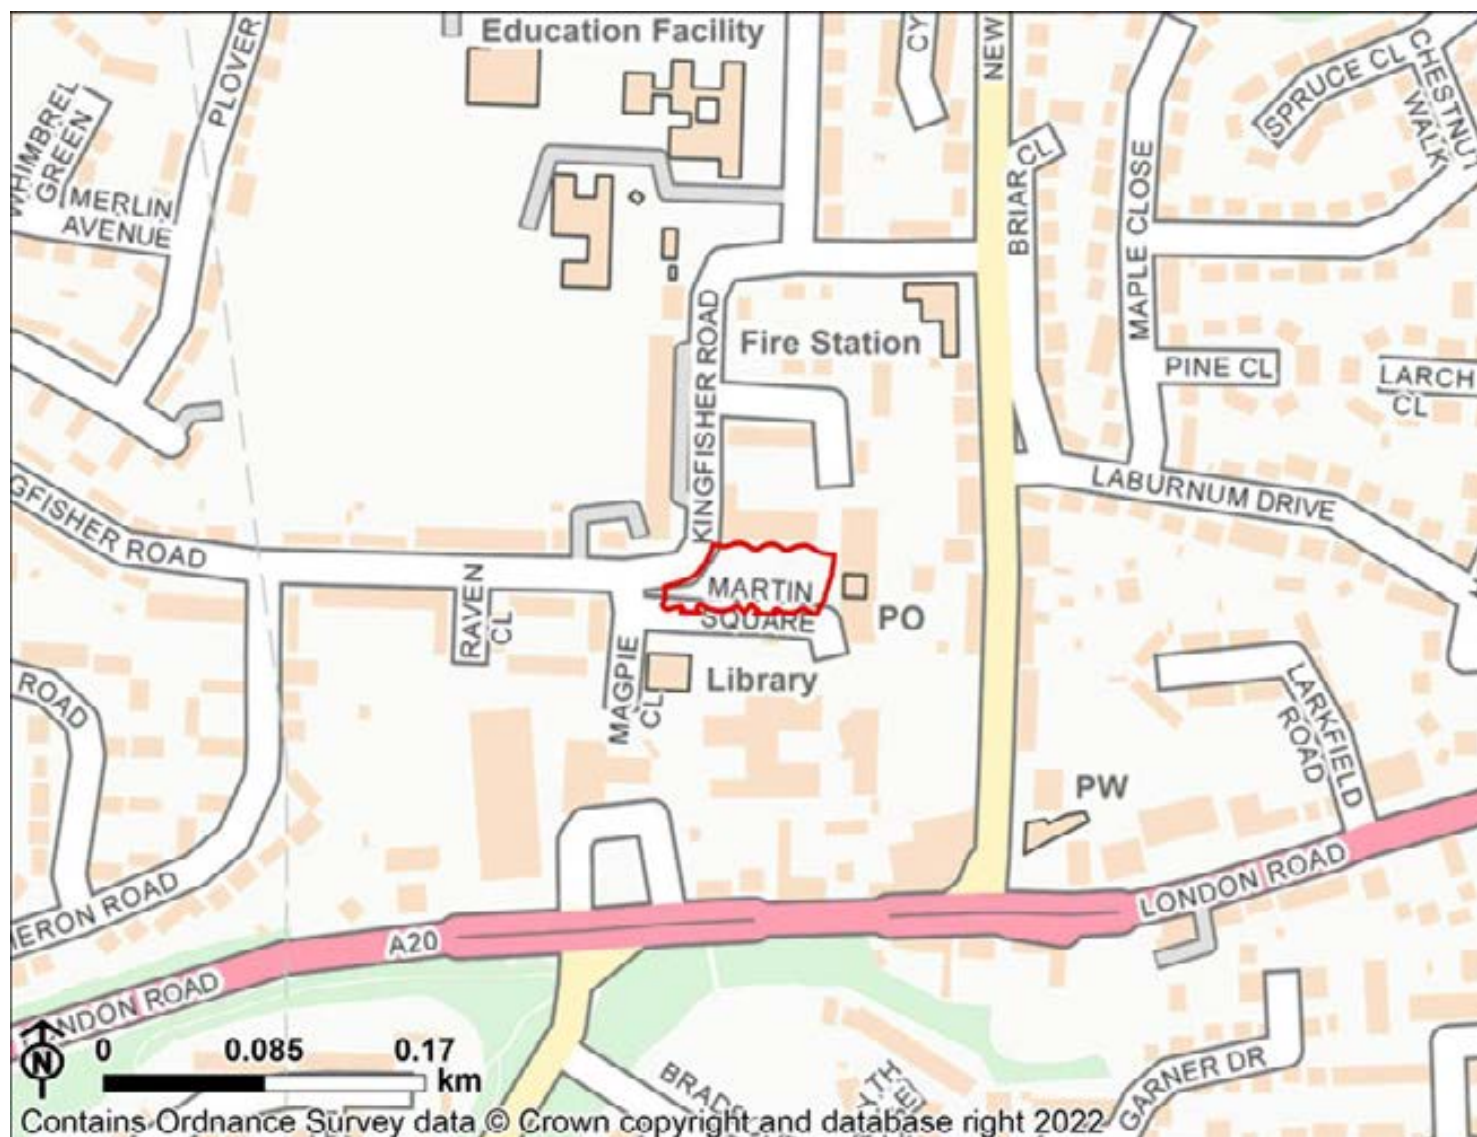 Education Facility
CY
NEW
PLOVER
SPRUCE CL
CHESTNUT
WALK
WHIMBREL
GREEN
MERLIN
AVENUE
BRIAR CL
MAPLE CLOSE
KINGFISHER ROAD
Fire Station
PINE CL
LARCH
CL
LABURNUM DRIVE
GFISHER ROAD
RAVEN
CL
MARTIN
SQUARE
PO
MAGPIE
CL
Library
ROAD
LARKFIELD
ROAD
PW
LONDON ROAD
ERON ROAD
A20
NDON ROAD
N
0 0.085 0.17
km
GARNER DR
Contains Ordnance Survey data © Crown copyright and database right 2022